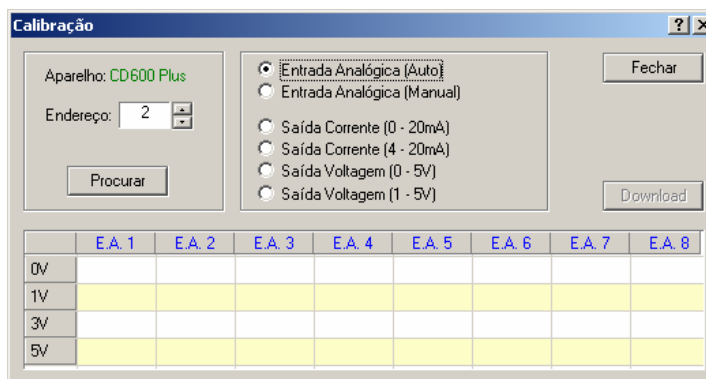 Calibração
Aparelho: CD600 Plus
Endereço: 2
Procurar
Entrada Analógica (Auto)
Entrada Analógica (Manual)
Saída Corrente (0 - 20mA)
Saída Corrente (4 - 20mA)
Saída Voltagem (0 - 5V)
Saída Voltagem (1 - 5V)
Fechar
Download
E.A. 1 E.A. 2 E.A. 3 E.A. 4 E.A. 5 E.A. 6 E.A. 7 E.A. 8
0V
1V
3V
5V